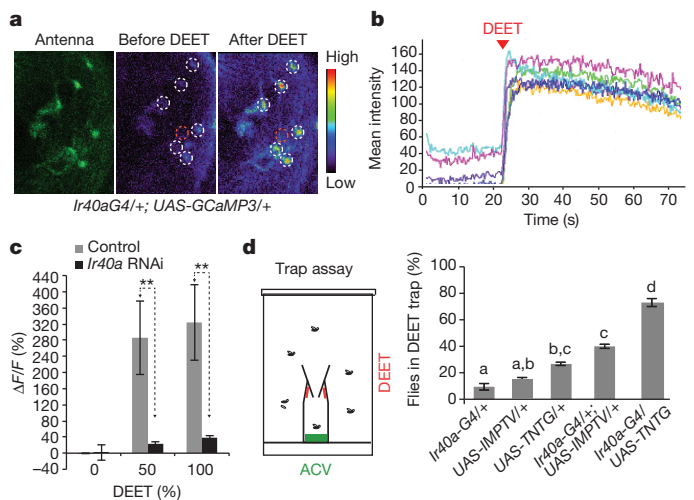 a
Antenna
Before DEET
After DEET
High
Low
Ir40aG4/+; UAS-GCaMP3/+
b
DEET
Mean intensity
160
140
120
100
80
60
40
20
0
0 10 20 30 40 50 60 70
Time (s)
c
Control
Ir40a RNAi
ΔF/F (%)
440
400
360
320
280
240
200
160
120
80
40
0
–40
**
**
0 50 100
DEET (%)
d
Trap assay
DEET
ACV
Flies in DEET trap (%)
100
80
60
40
20
0
a
a,b
b,c
c
d
Ir40a-G4/+
UAS-IMPTV/+
UAS-TNTG/+
Ir40a-G4/+;
UAS-IMPTV/+
Ir40a-G4/
UAS-TNTG